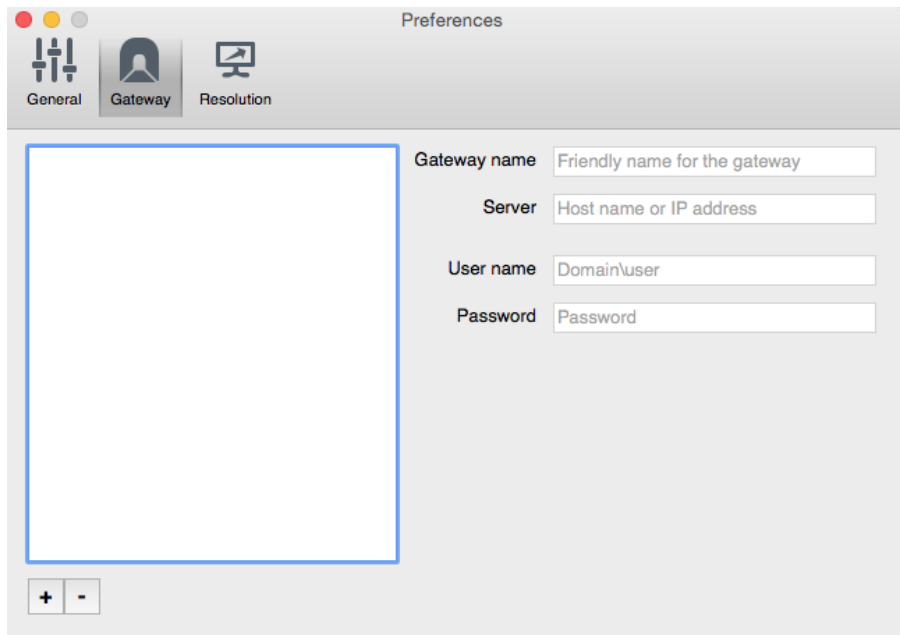 Preferences
General Gateway Resolution
Gateway name Friendly name for the gateway
Server Host name or IP address
User name Domain\user
Password Password
+ -